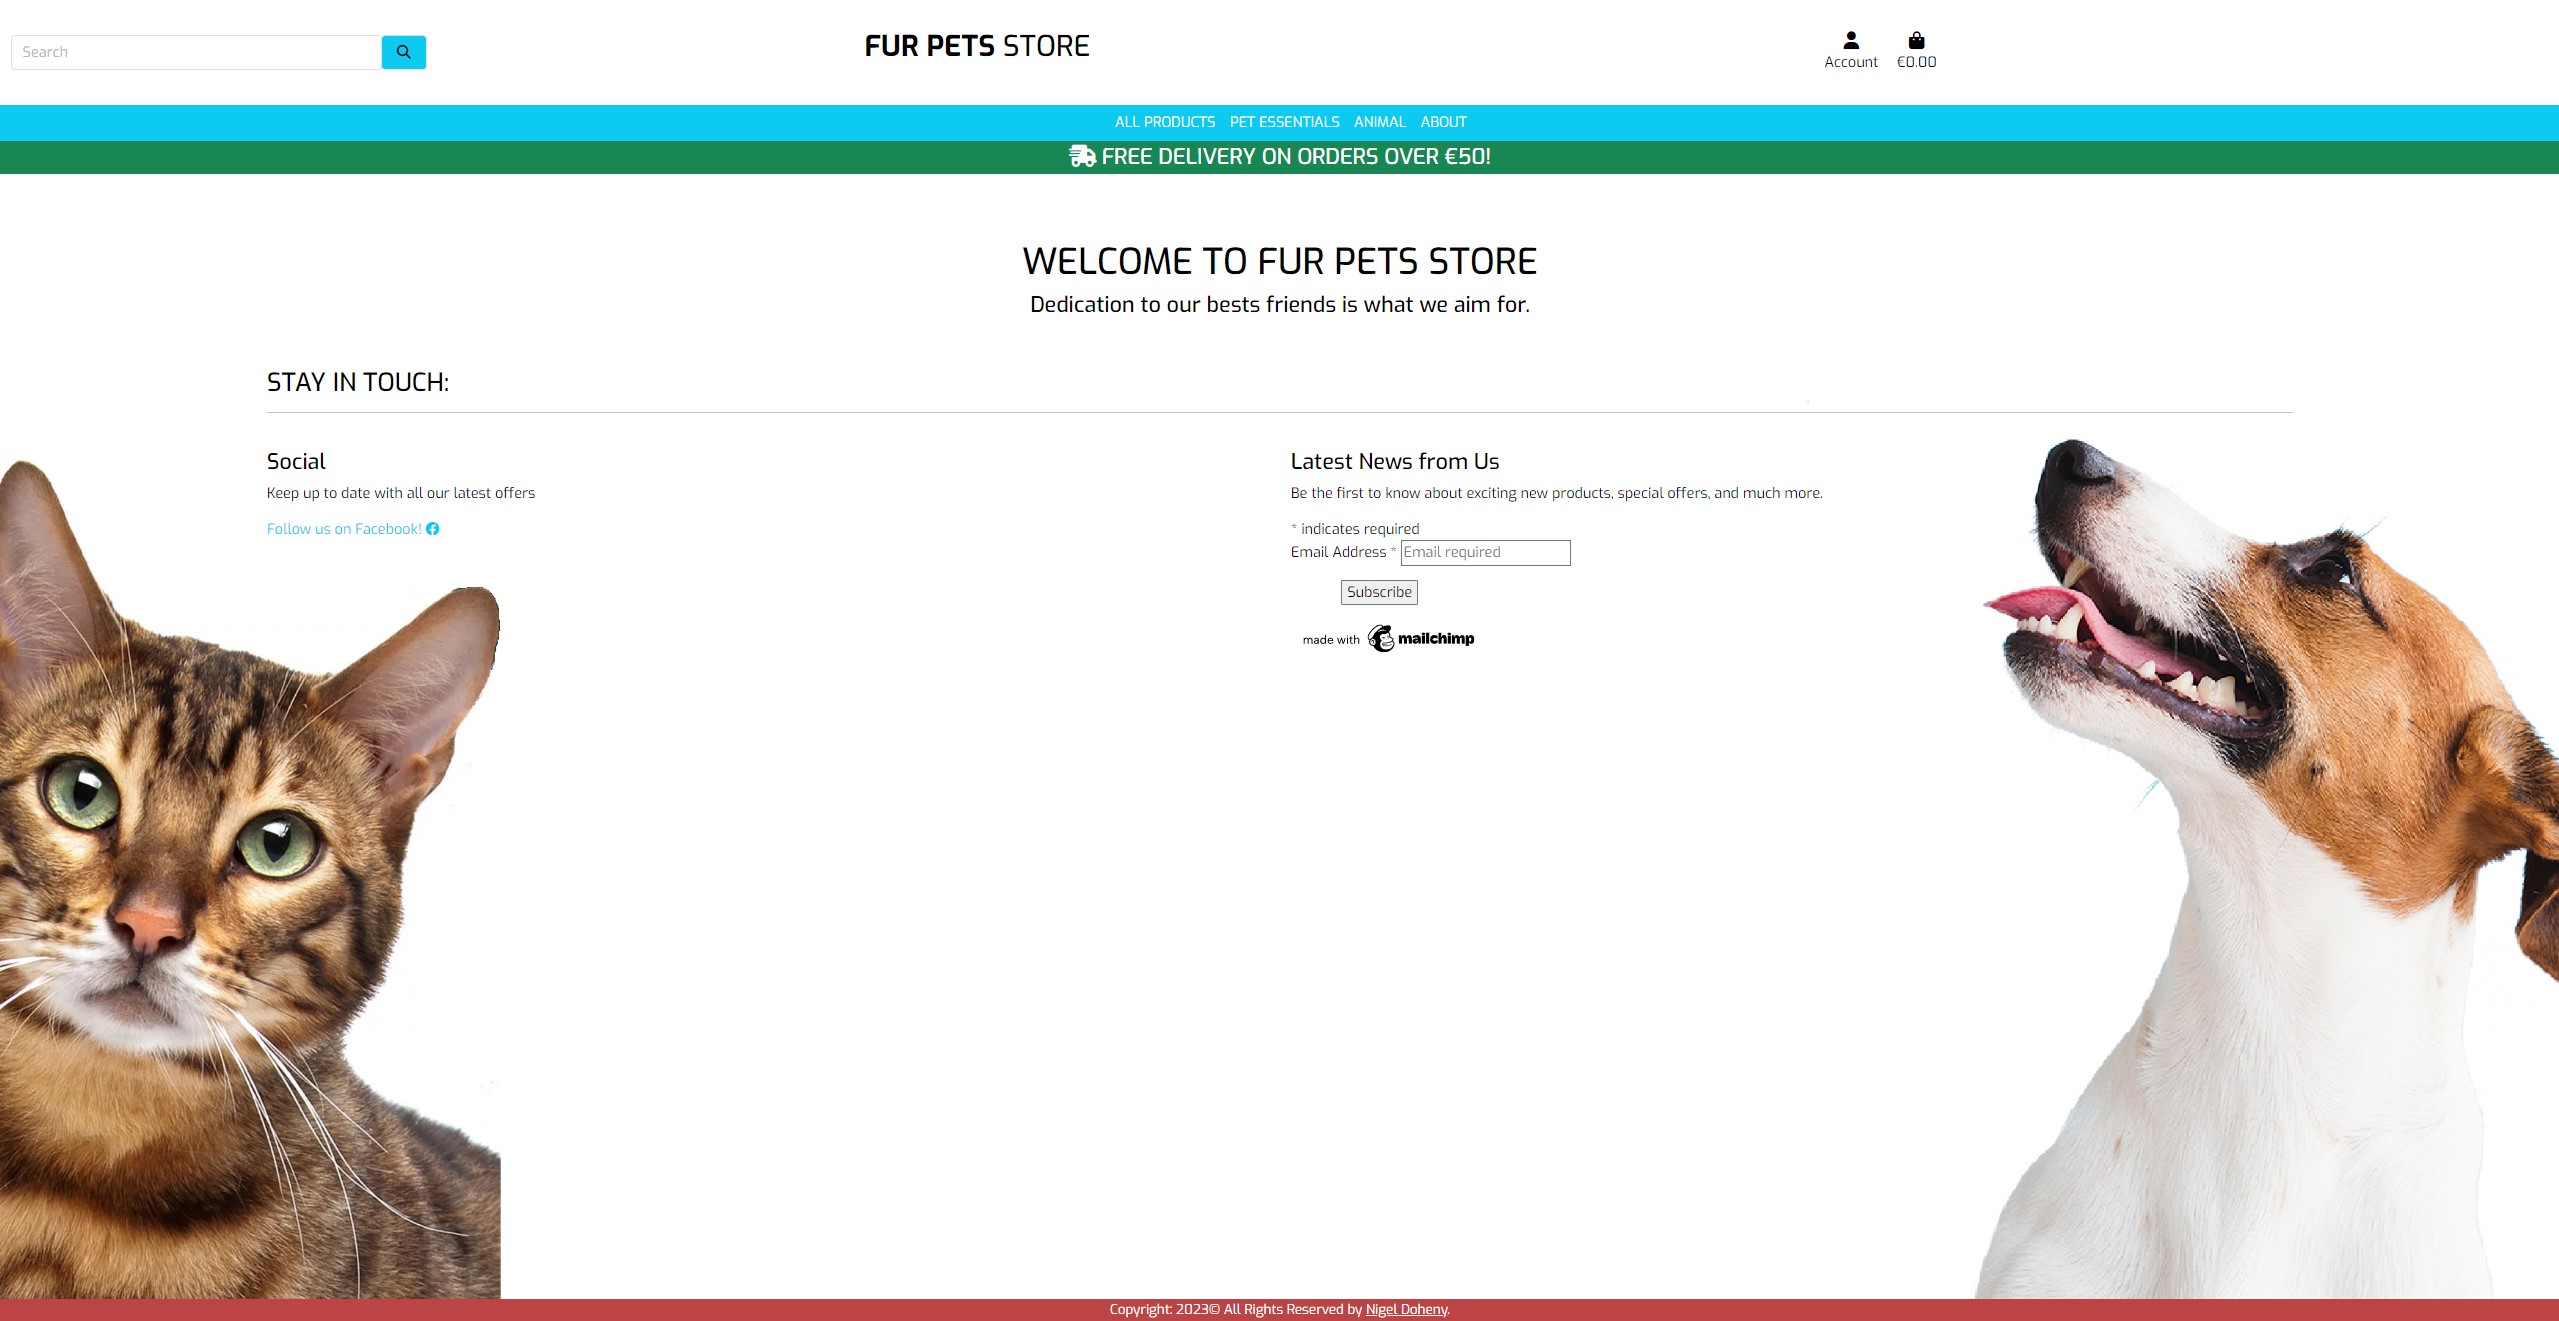 Search
FUR PETS STORE
Account
€0.00
ALL PRODUCTS PET ESSENTIALS ANIMAL ABOUT
FREE DELIVERY ON ORDERS OVER €50!
WELCOME TO FUR PETS STORE
Dedication to our bests friends is what we aim for.
STAY IN TOUCH:
Social
Keep up to date with all our latest offers
Follow us on Facebook!
Latest News from Us
Be the first to know about exciting new products, special offers, and much more.
* indicates required
Email Address * Email required
Subscribe
made with mailchimp
Copyright: 2023© All Rights Reserved by Nigel Doheny.